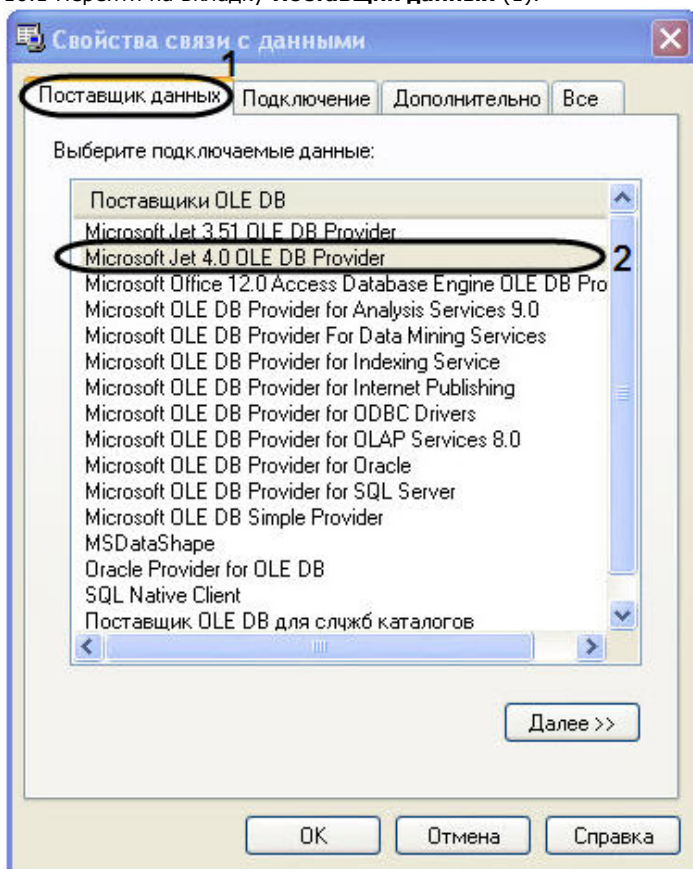 Свойства связи с данными
1
Поставщик данных Подключение Дополнительно Все
Выберите подключаемые данные:
Поставщики OLE DB
Microsoft Jet 3.51 OLE DB Provider
Microsoft Jet 4.0 OLE DB Provider 2
Microsoft Office 12.0 Access Database Engine OLE DB Pro
Microsoft OLE DB Provider for Analysis Services 9.0
Microsoft OLE DB Provider For Data Mining Services
Microsoft OLE DB Provider for Indexing Service
Microsoft OLE DB Provider for Internet Publishing
Microsoft OLE DB Provider for ODBC Drivers
Microsoft OLE DB Provider for OLAP Services 8.0
Microsoft OLE DB Provider for Oracle
Microsoft OLE DB Provider for SQL Server
Microsoft OLE DB Simple Provider
MSDataShape
Oracle Provider for OLE DB
SQL Native Client
Поставщик OLE DB для служб каталогов
Далее >>
OK Отмена Справка